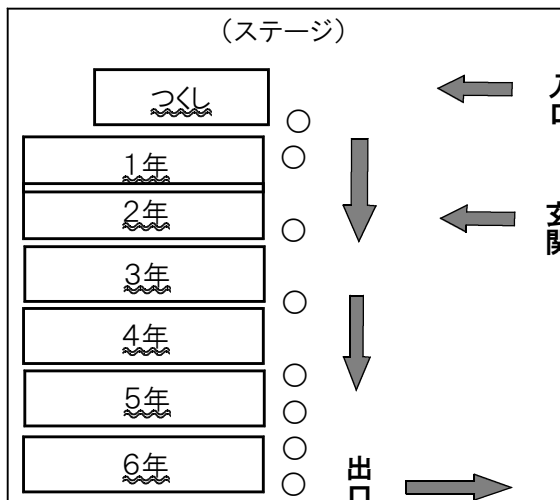 （ステージ）
つくし
入口
1年
2年
玄関
3年
4年
5年
6年
出口